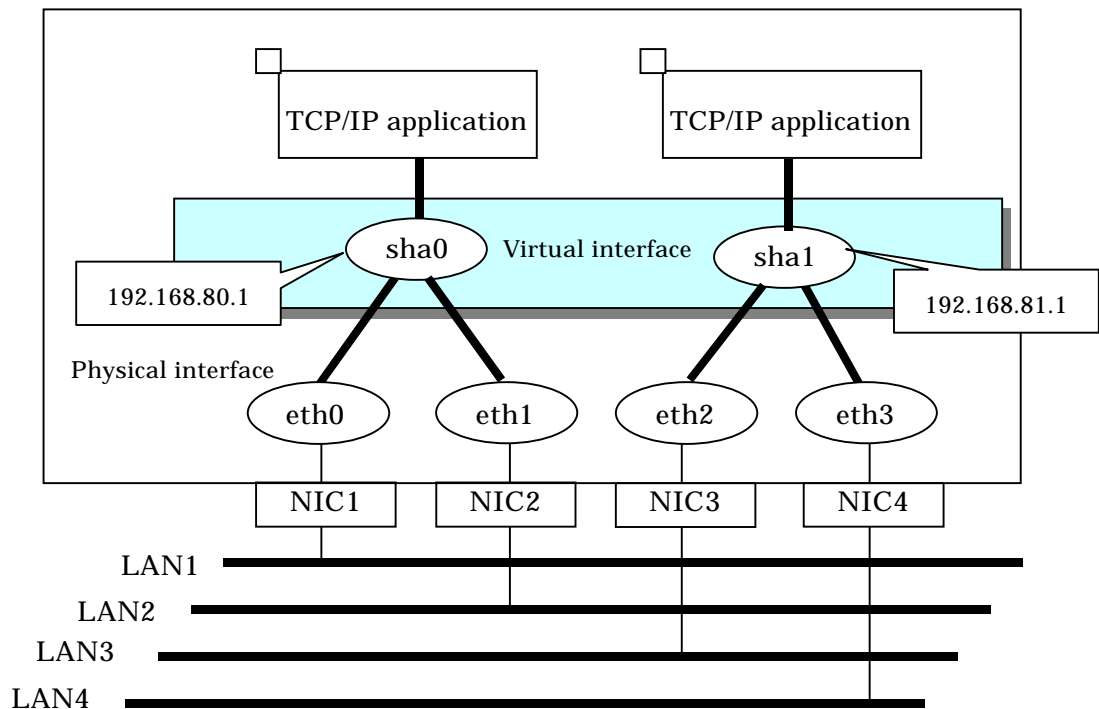 TCP/IP application
TCP/IP application
sha0
Virtual interface
sha1
192.168.80.1
192.168.81.1
Physical interface
eth0
eth1
eth2
eth3
NIC1
NIC2
NIC3
NIC4
LAN1
LAN2
LAN3
LAN4